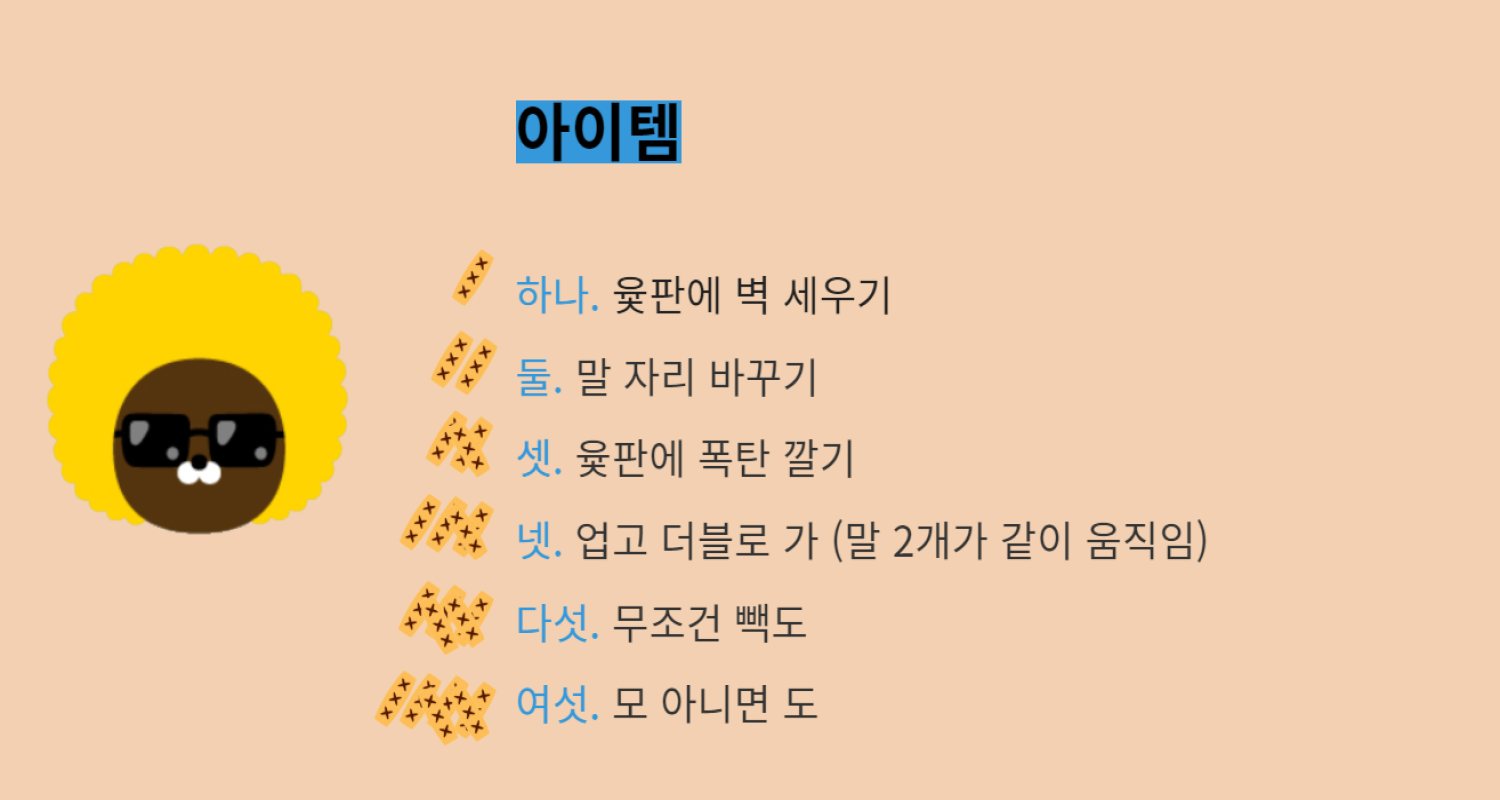 아이템
하나. 윷판에 벽 세우기
둘. 말 자리 바꾸기
셋. 윷판에 폭탄 깔기
넷. 업고 더블로 가 (말 2개가 같이 움직임)
다섯. 무조건 빽도
여섯. 모 아니면 도